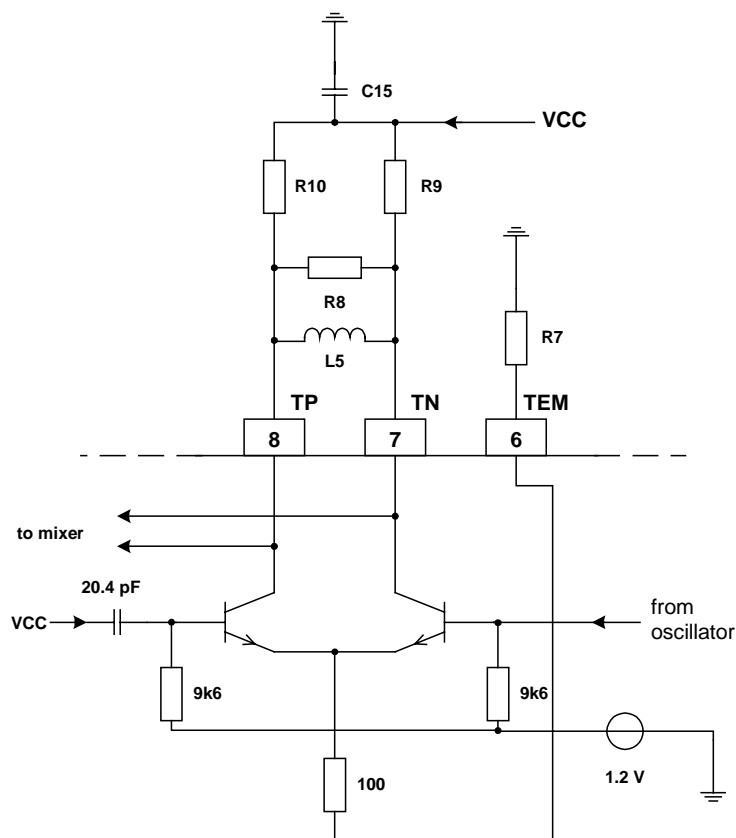 C15
VCC
R10
R9
R8
R7
L5
TP
TN
TEM
8
7
6
to mixer
20.4 pF
VCC
from
oscillator
9k6
9k6
1.2 V
100